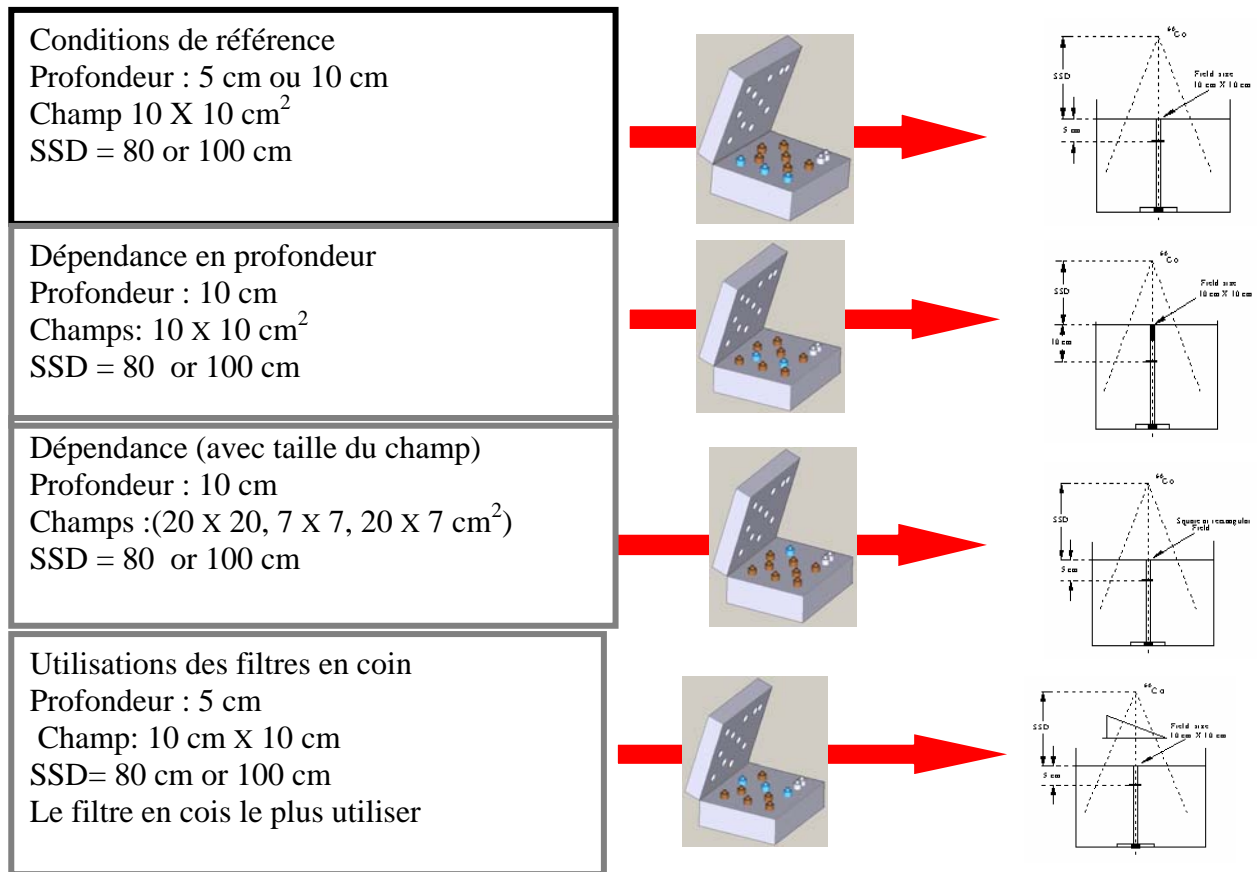 Conditions de référence
Profondeur : 5 cm ou 10 cm
Champ 10 X 10 cm²
SSD = 80 or 100 cm
⁶⁰Co
SSD
Field size
10 cm X 10 cm
5 cm
Dépendance en profondeur
Profondeur : 10 cm
Champs: 10 X 10 cm²
SSD = 80 or 100 cm
⁶⁰Co
SSD
Field size
10 cm X 10 cm
10 cm
Dépendance (avec taille du champ)
Profondeur : 10 cm
Champs :(20 X 20, 7 X 7, 20 X 7 cm²)
SSD = 80 or 100 cm
⁶⁰Co
SSD
Square or rectangular
Field
5 cm
Utilisations des filtres en coin
Profondeur : 5 cm
Champ: 10 cm X 10 cm
SSD= 80 cm or 100 cm
Le filtre en cois le plus utiliser
⁶⁰Co
SSD
Field size
10 cm X 10 cm
5 cm